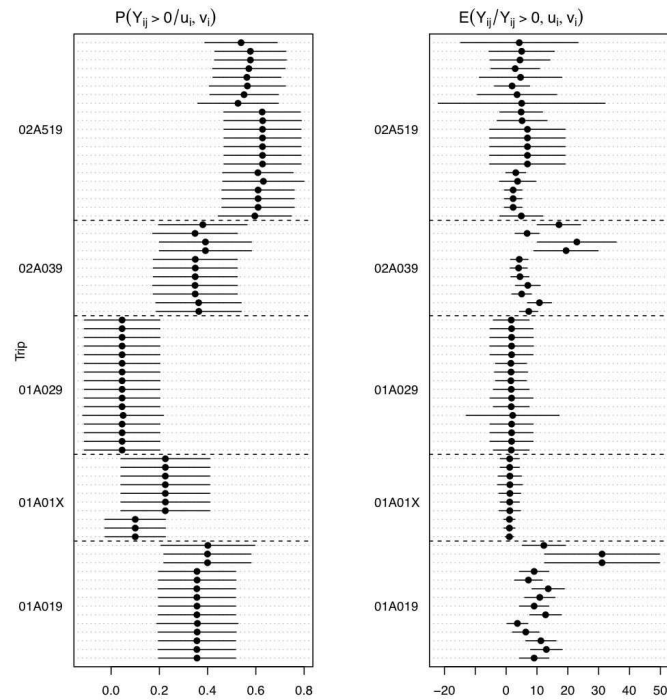 P(Y_ij > 0/u_i, v_i)
E(Y_ij/Y_ij > 0, u_i, v_i)
Trip
02A519
02A039
01A029
01A01X
01A019
0.0 0.2 0.4 0.6 0.8
02A519
02A039
01A029
01A01X
01A019
−20 0 10 20 30 40 50